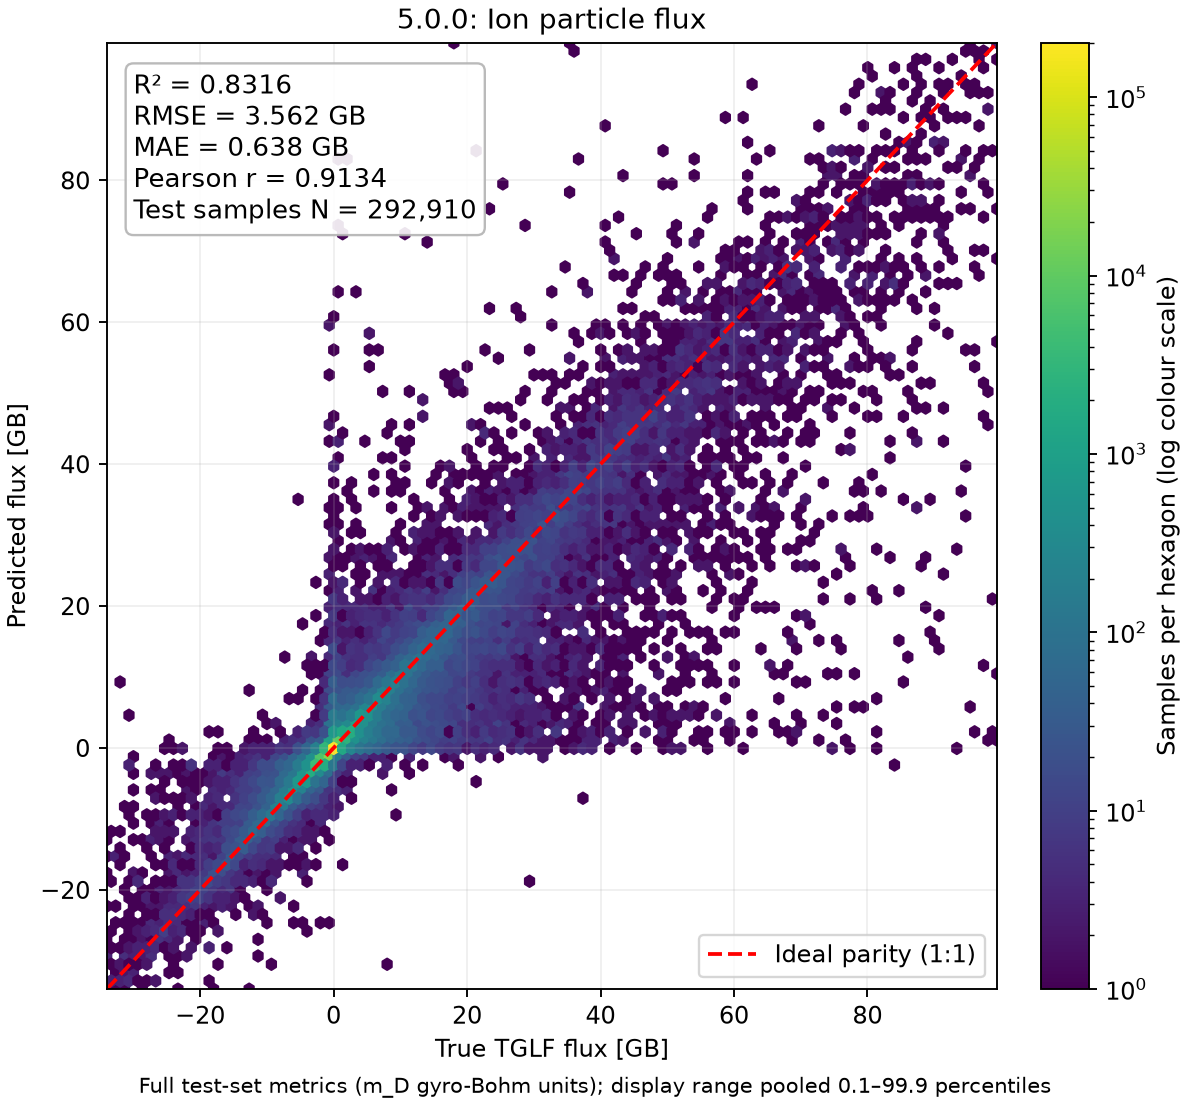 5.0.0: Ion particle flux
R² = 0.8316
RMSE = 3.562 GB
MAE = 0.638 GB
Pearson r = 0.9134
Test samples N = 292,910
Predicted flux [GB]
80
60
40
20
0
−20
−20 0 20 40 60 80
True TGLF flux [GB]
Ideal parity (1:1)
10⁵
10⁴
10³
10²
10¹
10⁰
Samples per hexagon (log colour scale)
Full test-set metrics (m_D gyro-Bohm units); display range pooled 0.1–99.9 percentiles